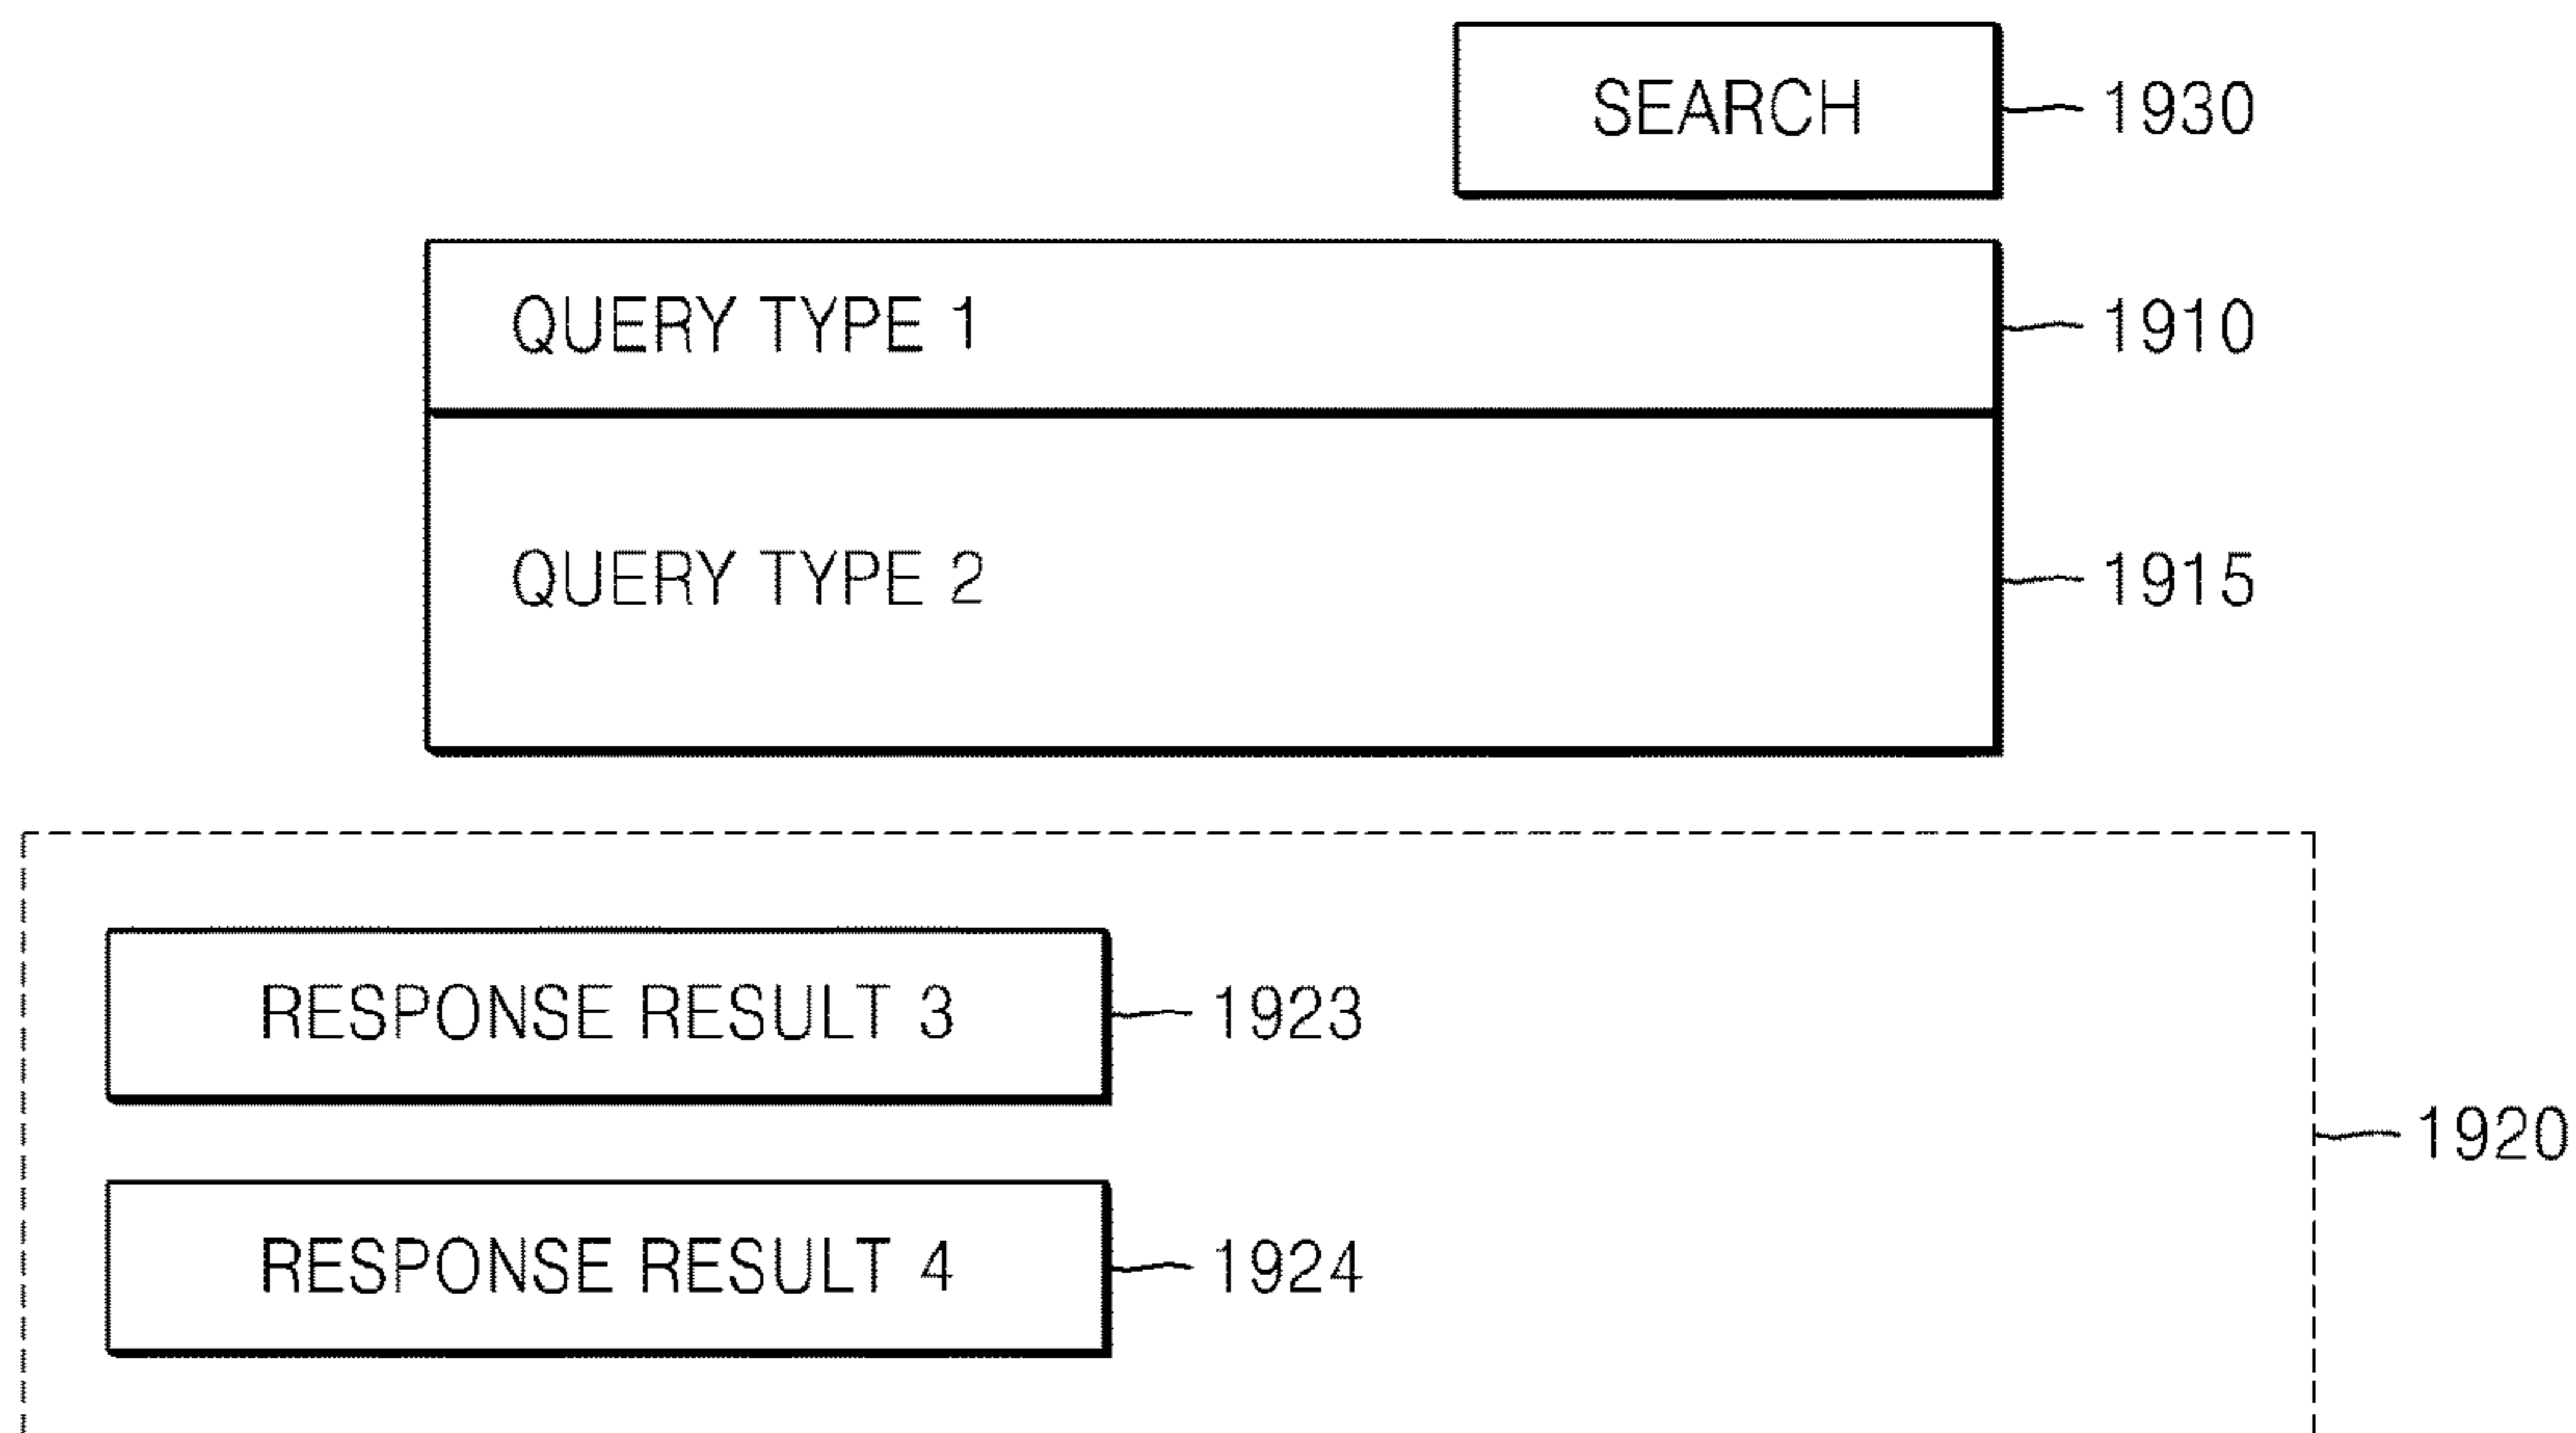 SEARCH 1930
QUERY TYPE 1 1910
QUERY TYPE 2 1915
RESPONSE RESULT 3 1923
1920
RESPONSE RESULT 4 1924